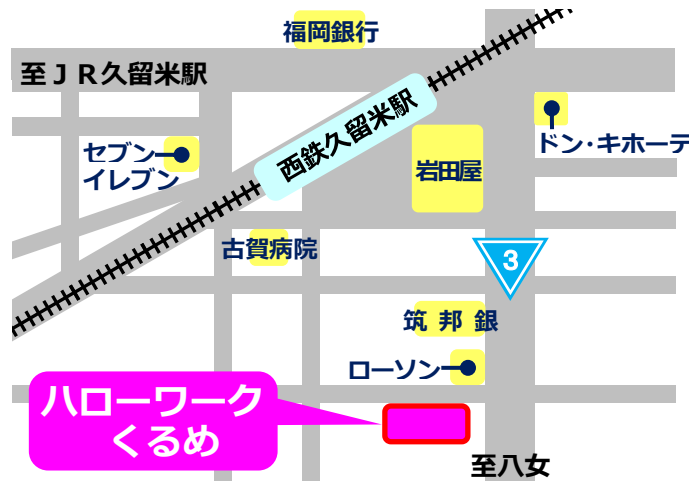 福岡銀行
至ＪＲ久留米駅
西鉄久留米駅
ドン・キホーテ
セブン
イレブン
岩田屋
古賀病院
3
筑邦銀
ローソン
ハローワーク
くるめ
至八女